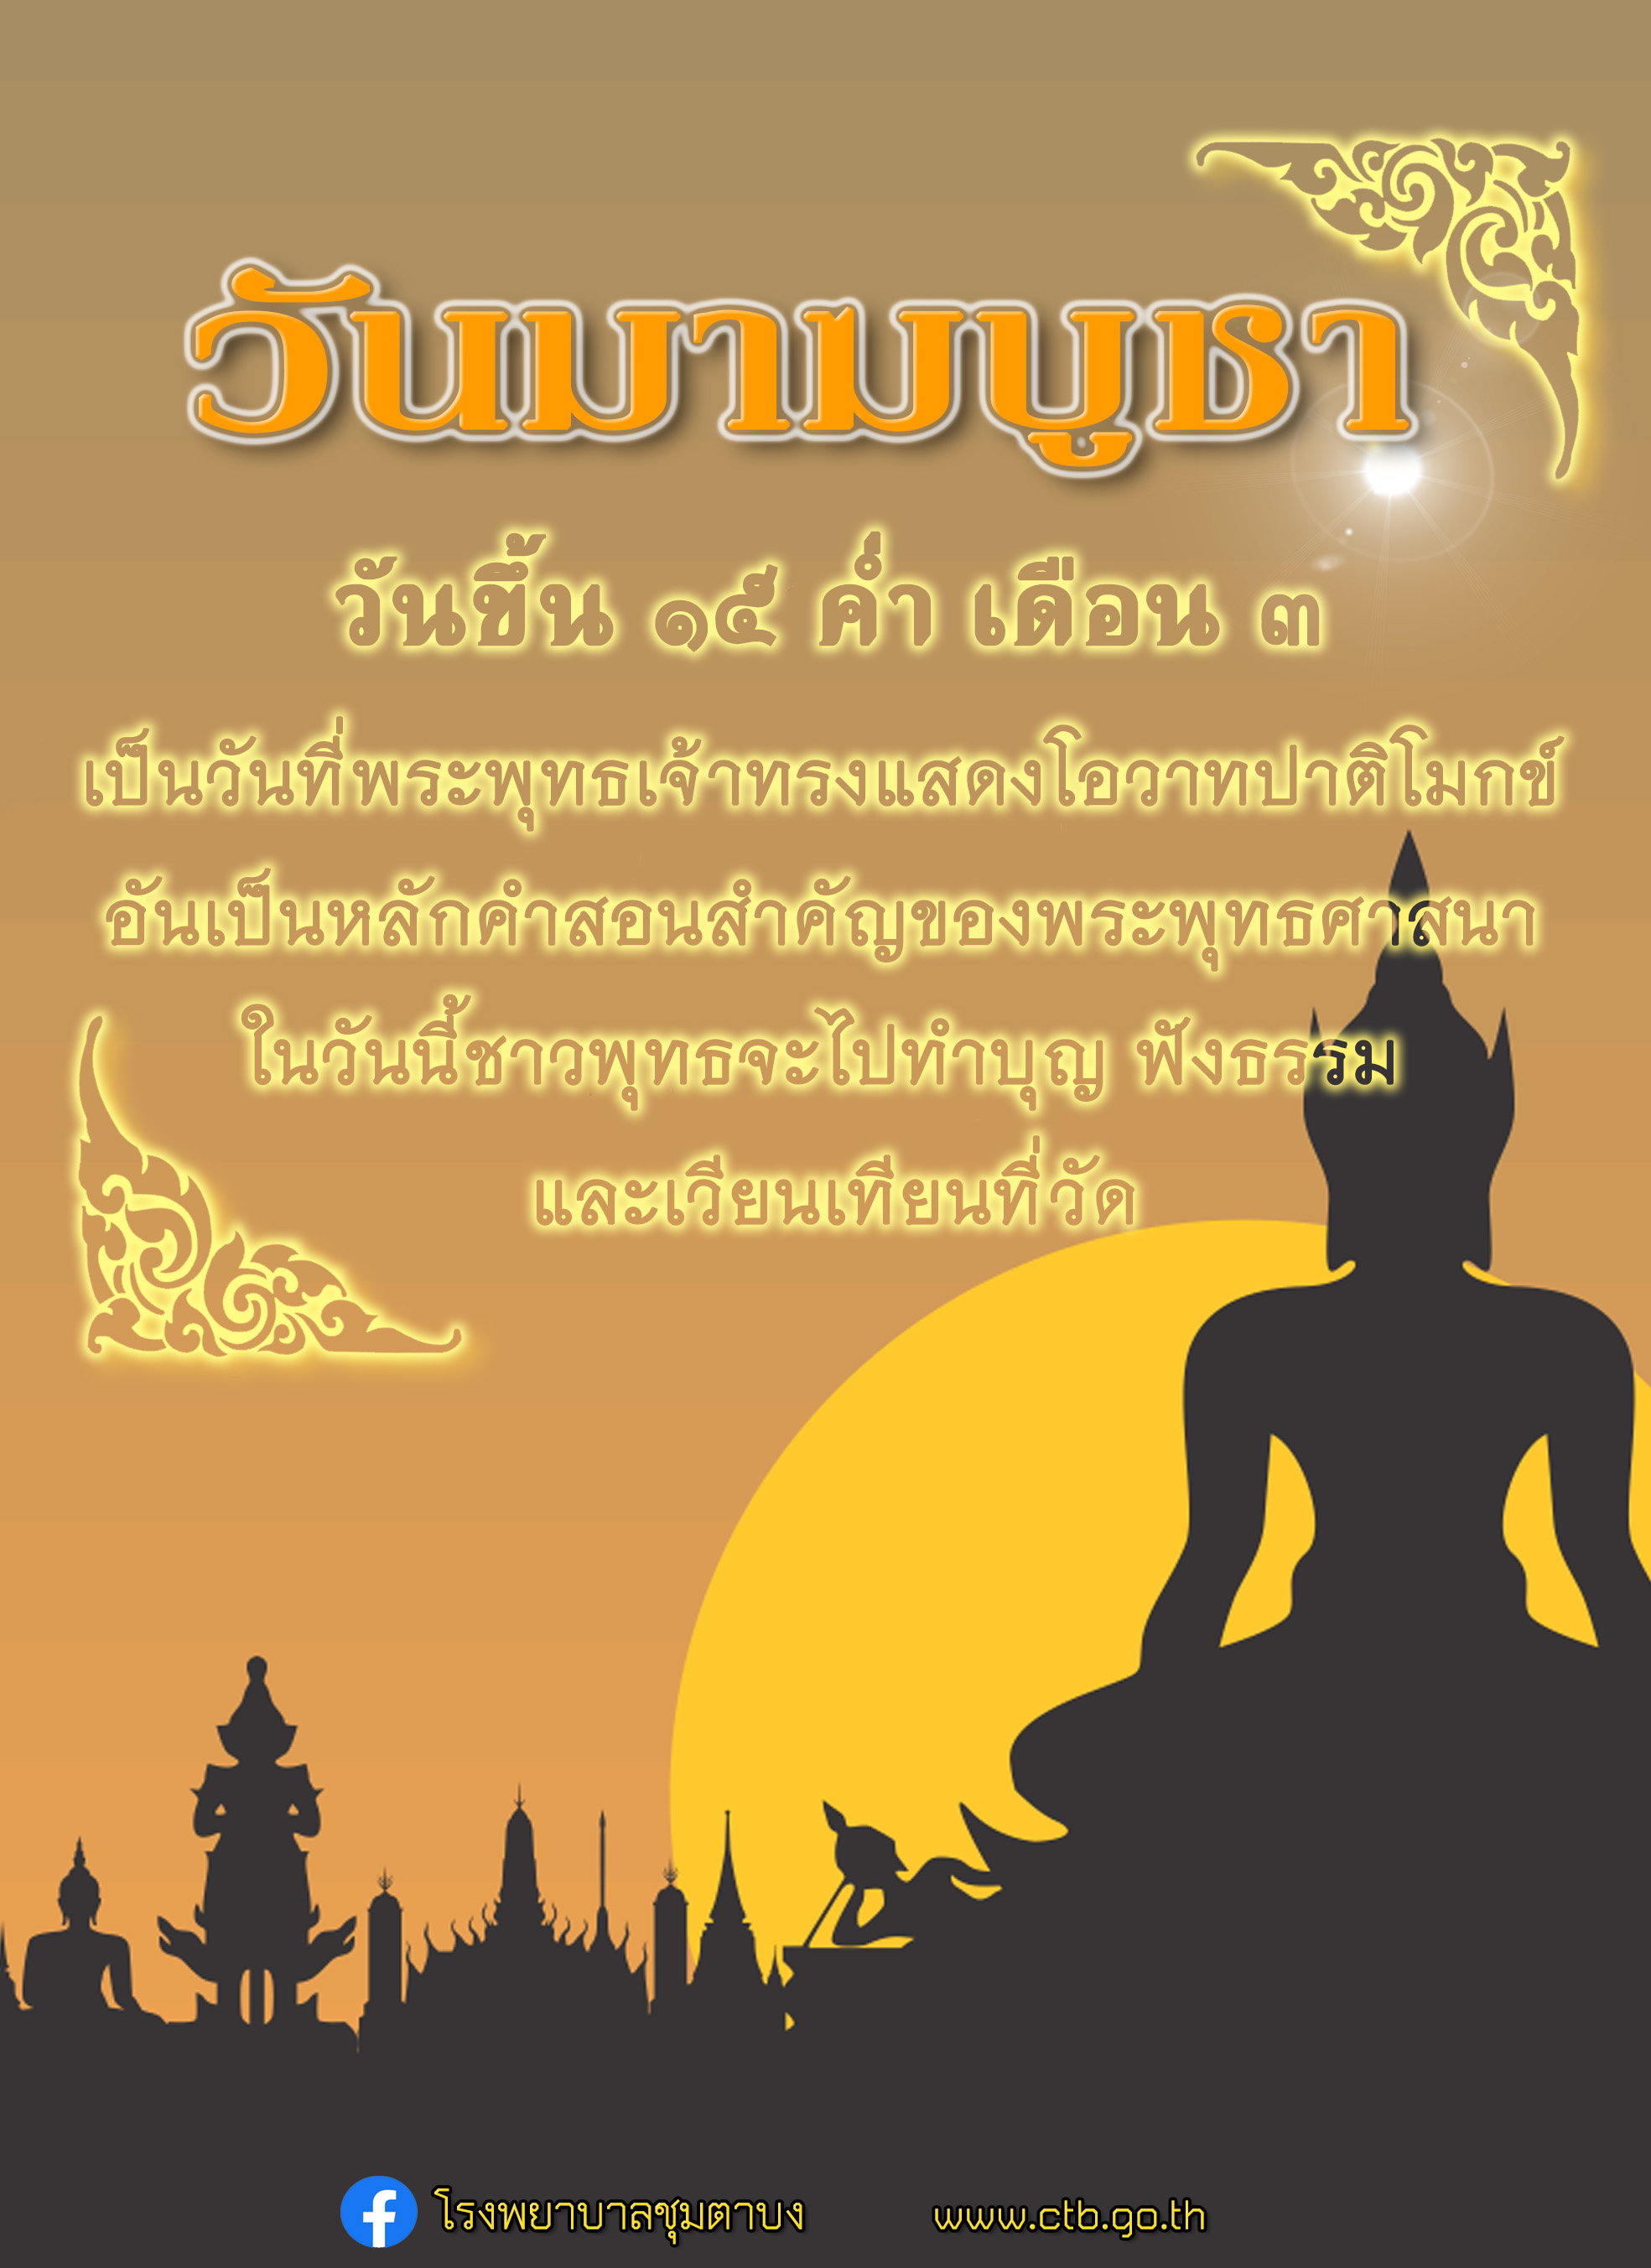 วันมาฆบูชา
วันขึ้น ๑๕ ค่ำ เดือน ๓
เป็นวันที่พระพุทธเจ้าทรงแสดงโอวาทปาติโมกข์
อันเป็นหลักคำสอนสำคัญของพระพุทธศาสนา
ในวันนี้ชาวพุทธจะไปทำบุญ ฟังธรรม
และเวียนเทียนที่วัด
โรงพยาบาลชุมตาบง www.ctb.go.th